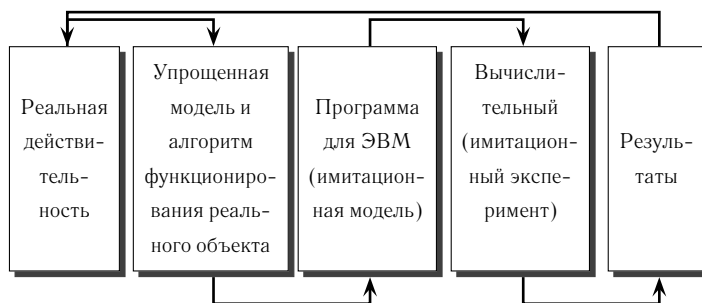 Реальная
действи-
тель-
ность
Упрощенная
модель и
алгоритм
функциониро-
вания реаль-
ного объекта
Программа
для ЭВМ
(имитацион-
ная модель)
Вычисли-
тельный
(имитацион-
ный экспе-
римент)
Резуль-
таты